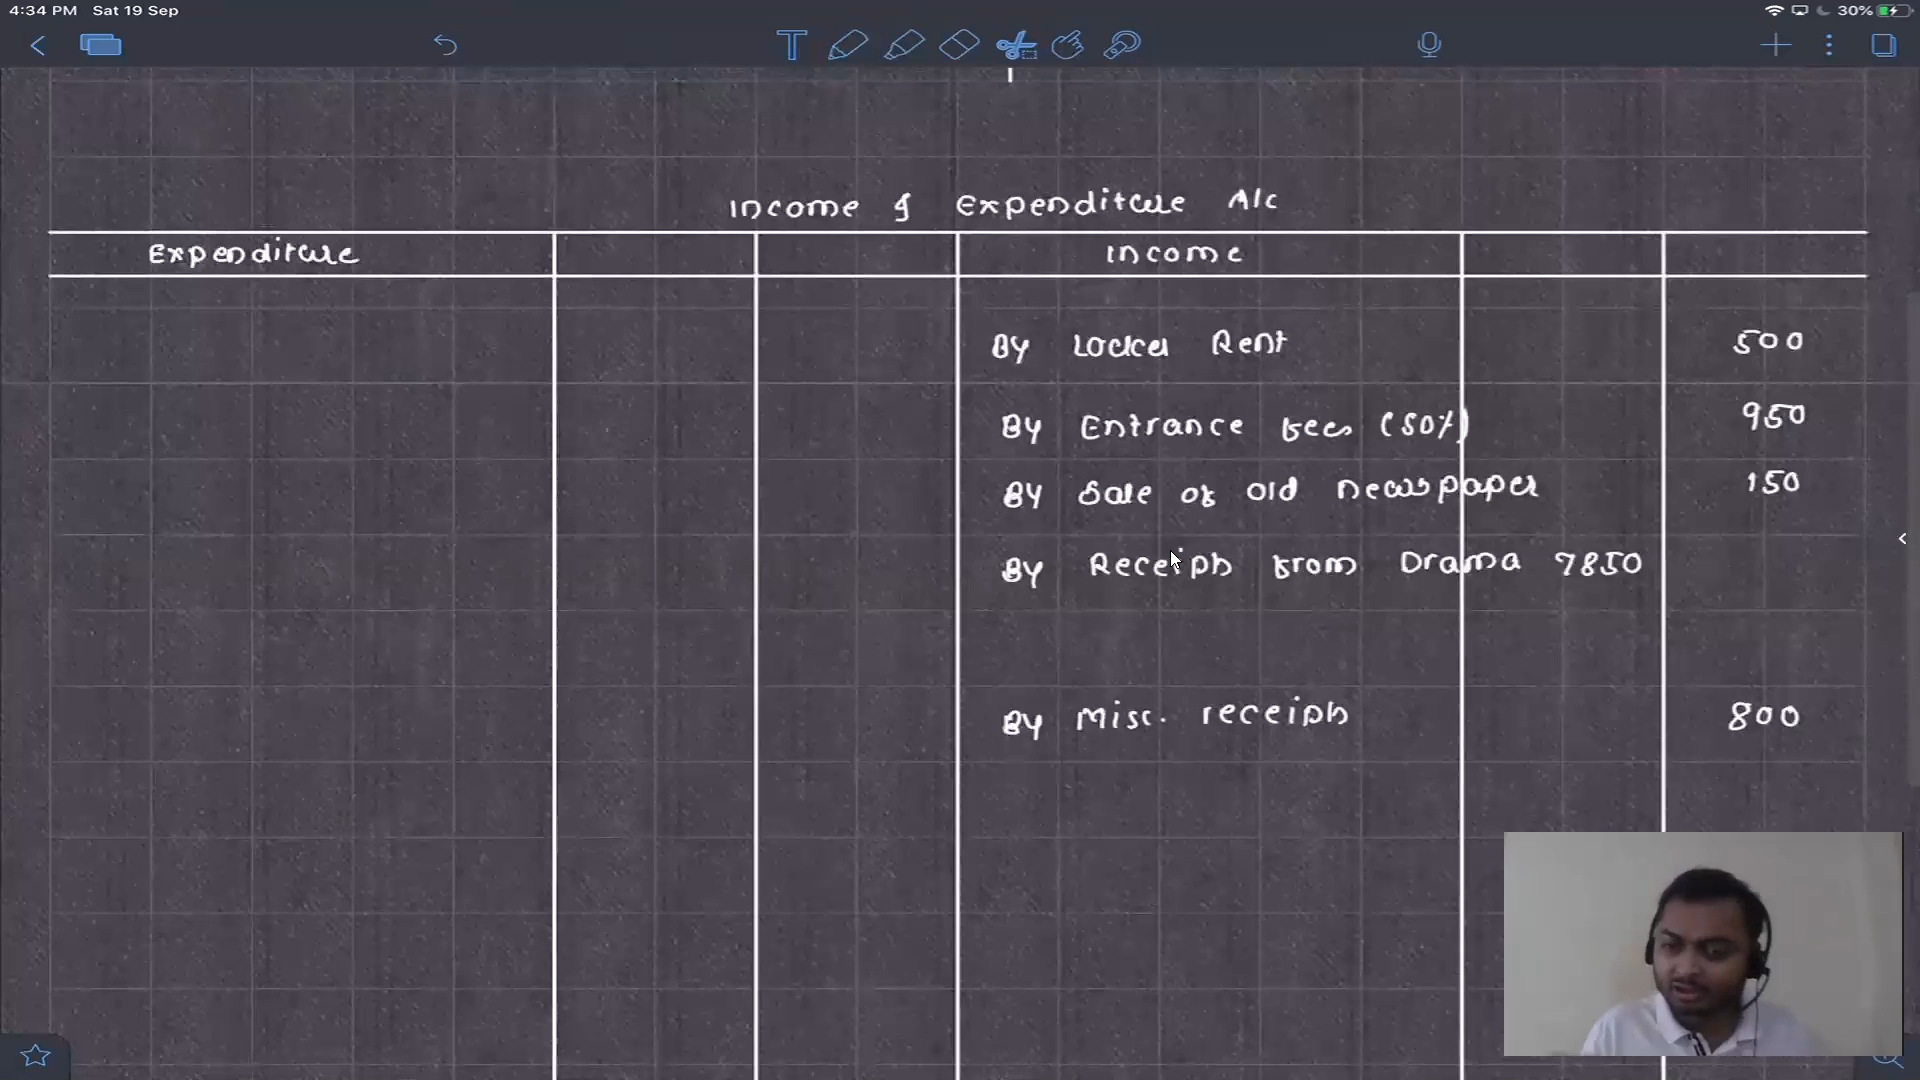 4:34 PM Sat 19 Sep
30%
Income & Expenditure A/c
Expenditure
Income
By Locker Rent 500
By Entrance fees (50%) 950
By Sale of old newspaper 150
By Receipts from Drama 7850
By Misc. receipts 800